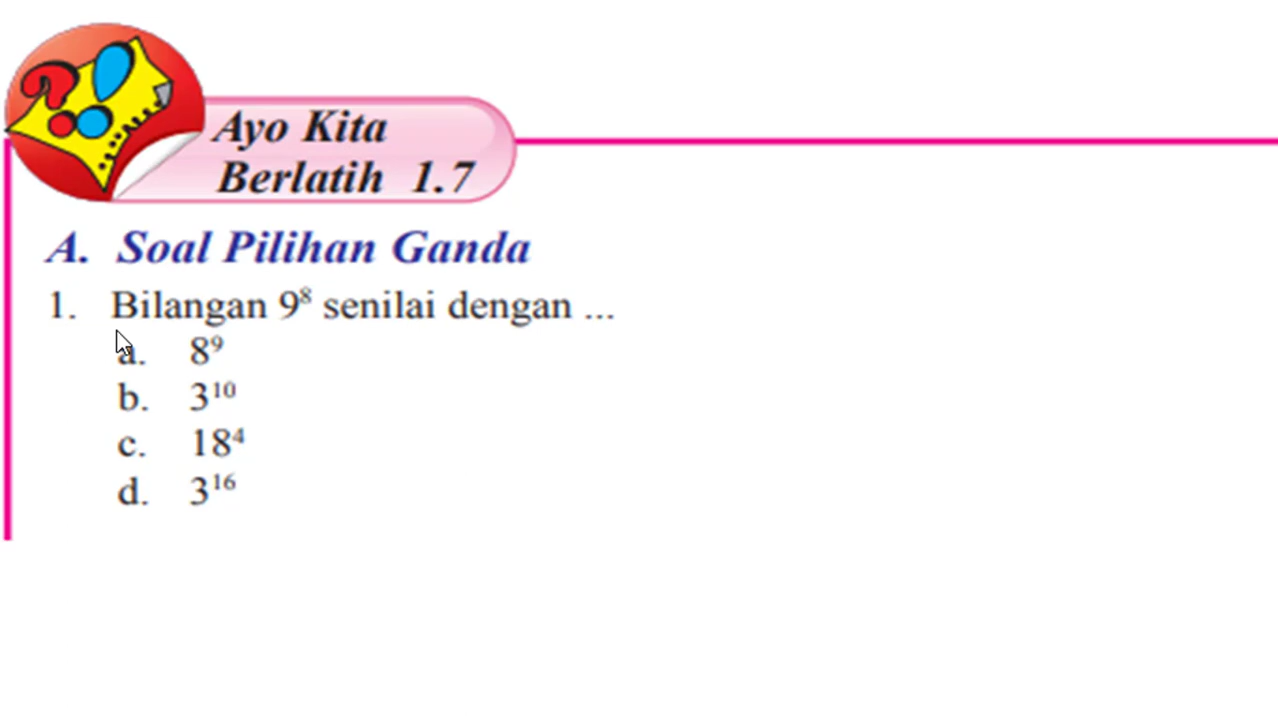 Ayo Kita
Berlatih 1.7
A. Soal Pilihan Ganda
1. Bilangan 9⁸ senilai dengan ...
a. 8⁹
b. 3¹⁰
c. 18⁴
d. 3¹⁶